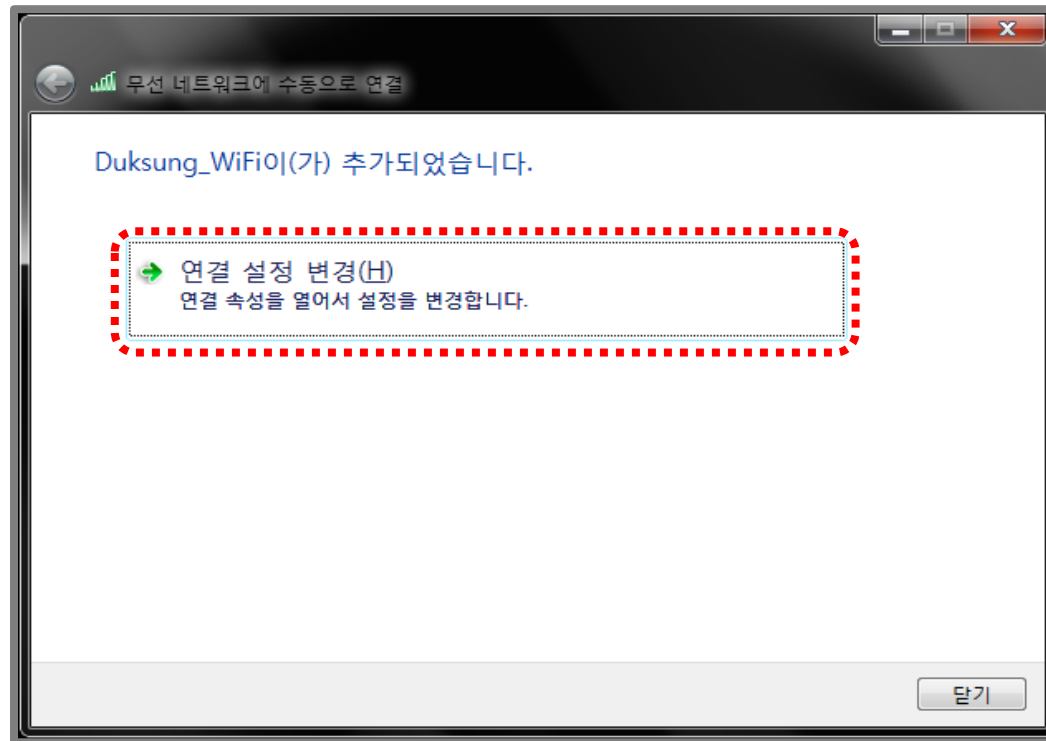 무선 네트워크에 수동으로 연결
Duksung_WiFi이(가) 추가되었습니다.
연결 설정 변경(H)
연결 속성을 열어서 설정을 변경합니다.
닫기